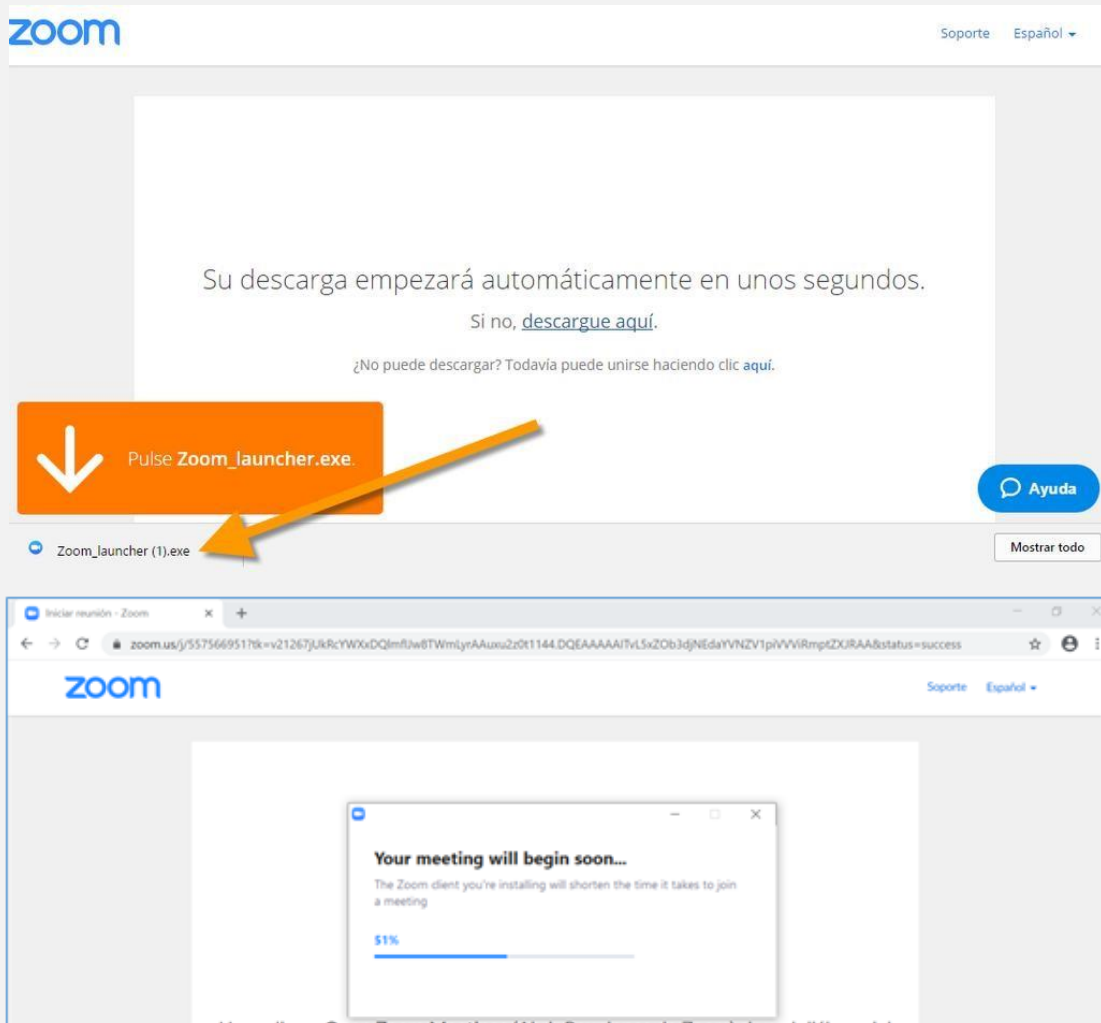 zoom
Soporte Español
Su descarga empezará automáticamente en unos segundos.
Si no, descargue aquí.
¿No puede descargar? Todavía puede unirse haciendo clic aquí.
Pulse Zoom_launcher.exe.
Ayuda
Zoom_launcher (1).exe
Mostrar todo
Iniciar reunión - Zoom
zoom
Soporte Español
Your meeting will begin soon...
The Zoom client you're installing will shorten the time it takes to join
a meeting
51%